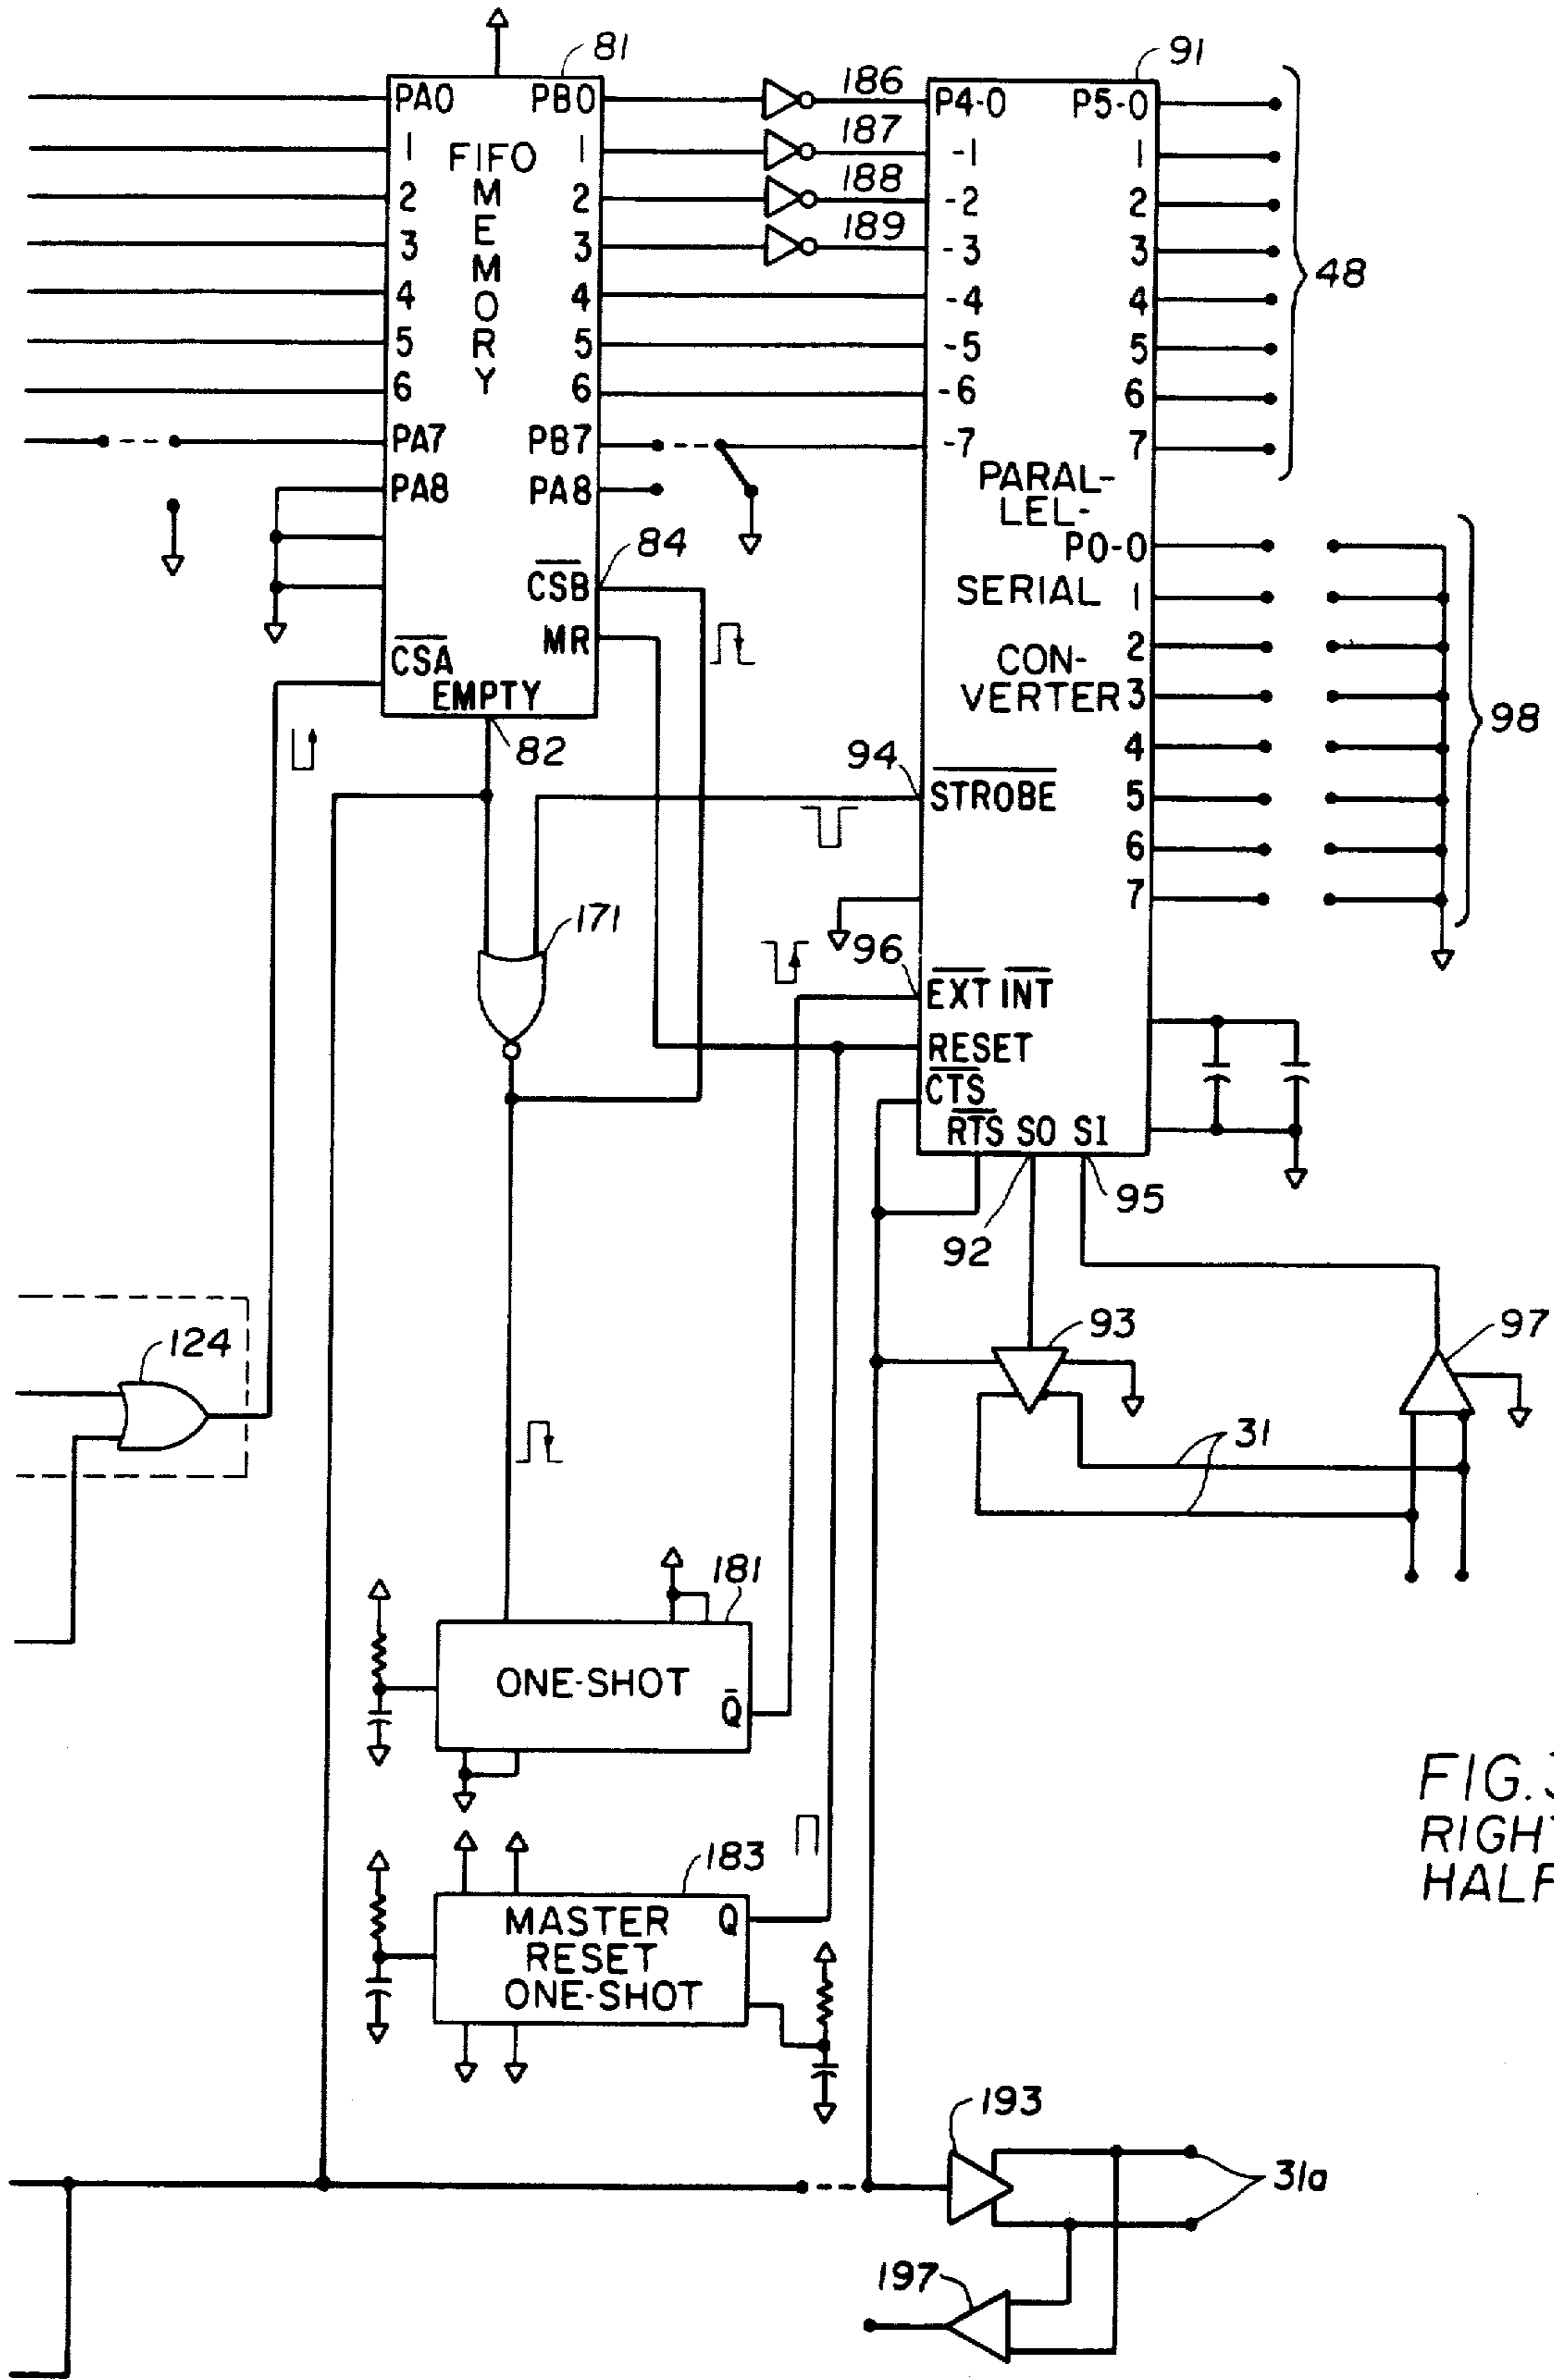 81
91
PA0 PB0
186
P4-0 P5-0
1 FIFO 1
187
-1 1
2 M 2
188
-2 2
E
3 3
189
-3 3
M
4 4
-4 4
48
O
5 R 5
-5 5
6 Y 6
-6 6
PA7 PB7
-7 7
PA8 PA8
PARAL-
LEL-
P0-0
84
CSB
SERIAL 1
MR
CSA
CON- 2
EMPTY
VERTER 3
98
82
4
94
STROBE 5
6
7
171
96
EXT INT
RESET
CTS
RTS SO SI
95
92
93
97
124
31
181
ONE-SHOT
Q
183
MASTER Q
RESET
ONE-SHOT
FIG.
RIGHT
HALF
193
31a
197